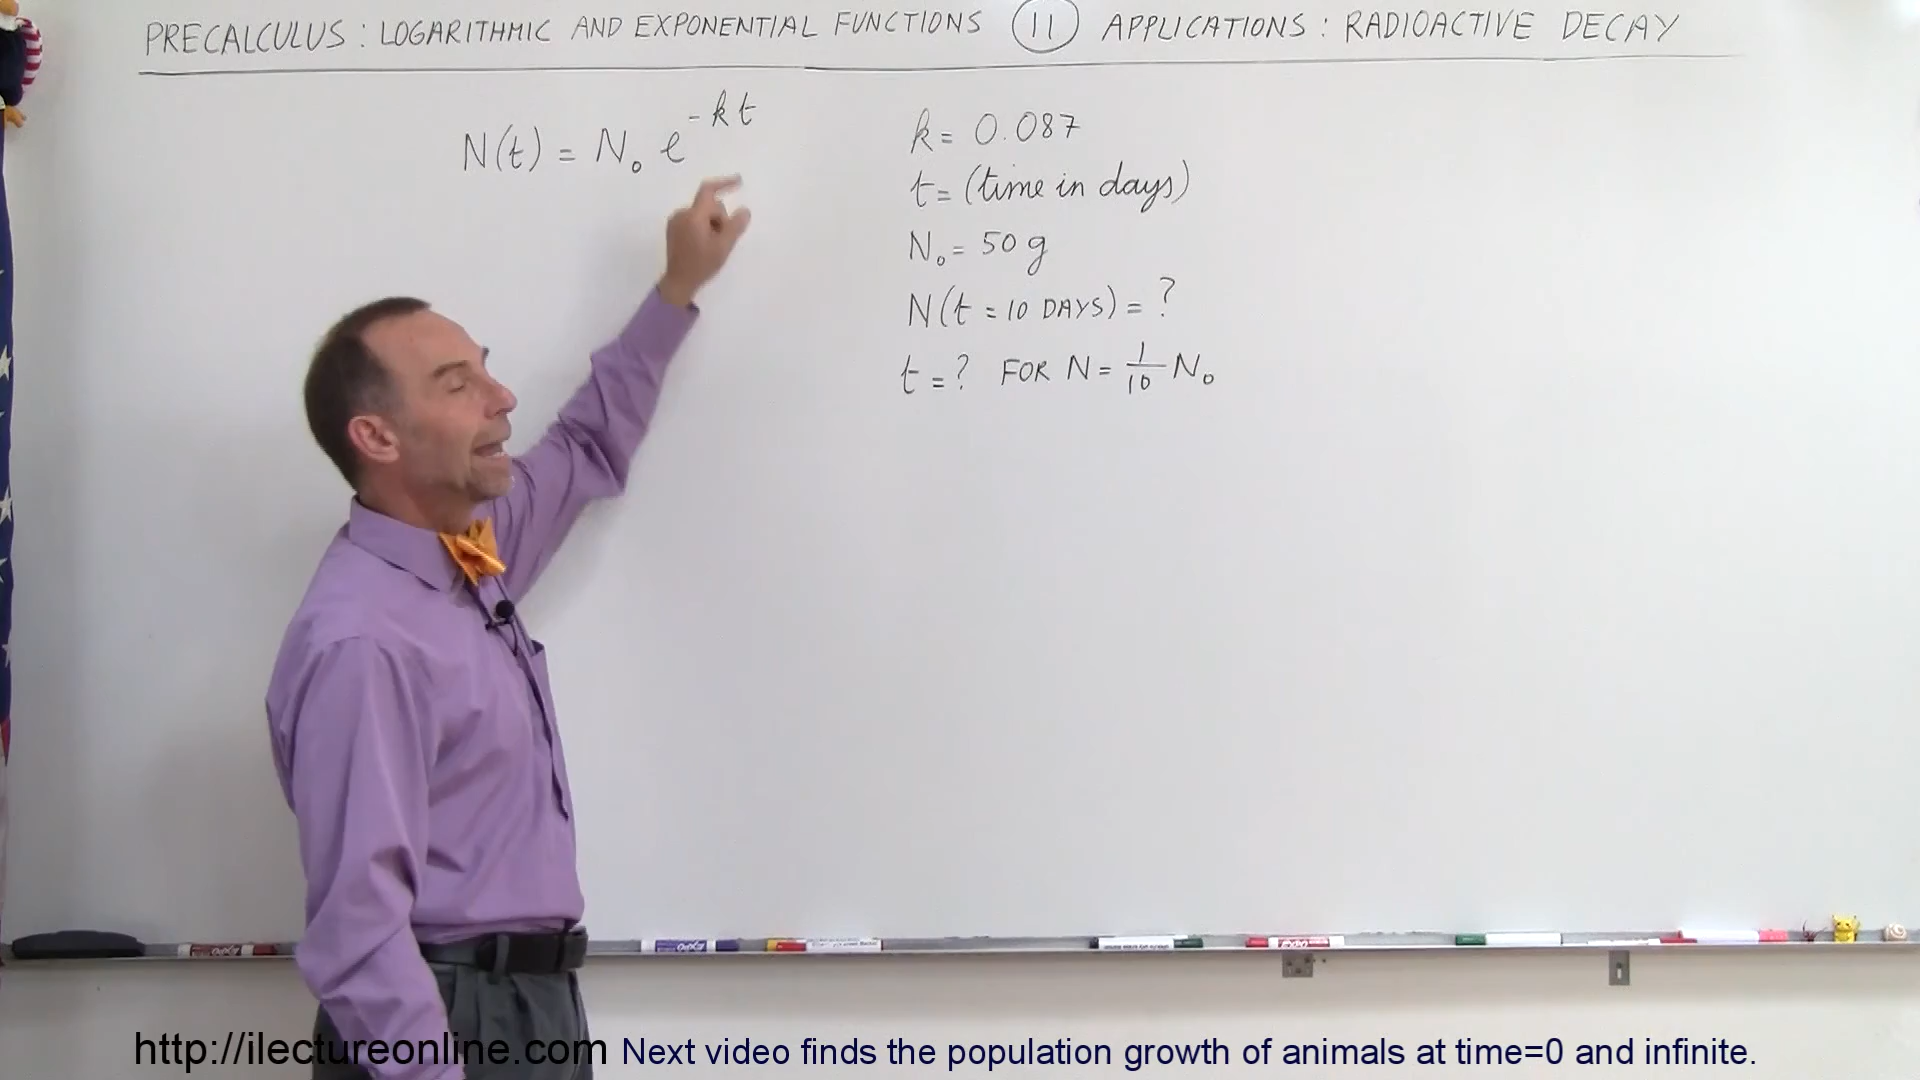 PRECALCULUS: LOGARITHMIC AND EXPONENTIAL FUNCTIONS 11 APPLICATIONS: RADIOACTIVE DECAY
N(t) = N₀ e^{-kt}
k = 0.087
t = (time in days)
N₀ = 50 g
N(t = 10 DAYS) = ?
t = ? FOR N = 1/10 N₀
EXPO
http://ilectureonline.com Next video finds the population growth of animals at time=0 and infinite.